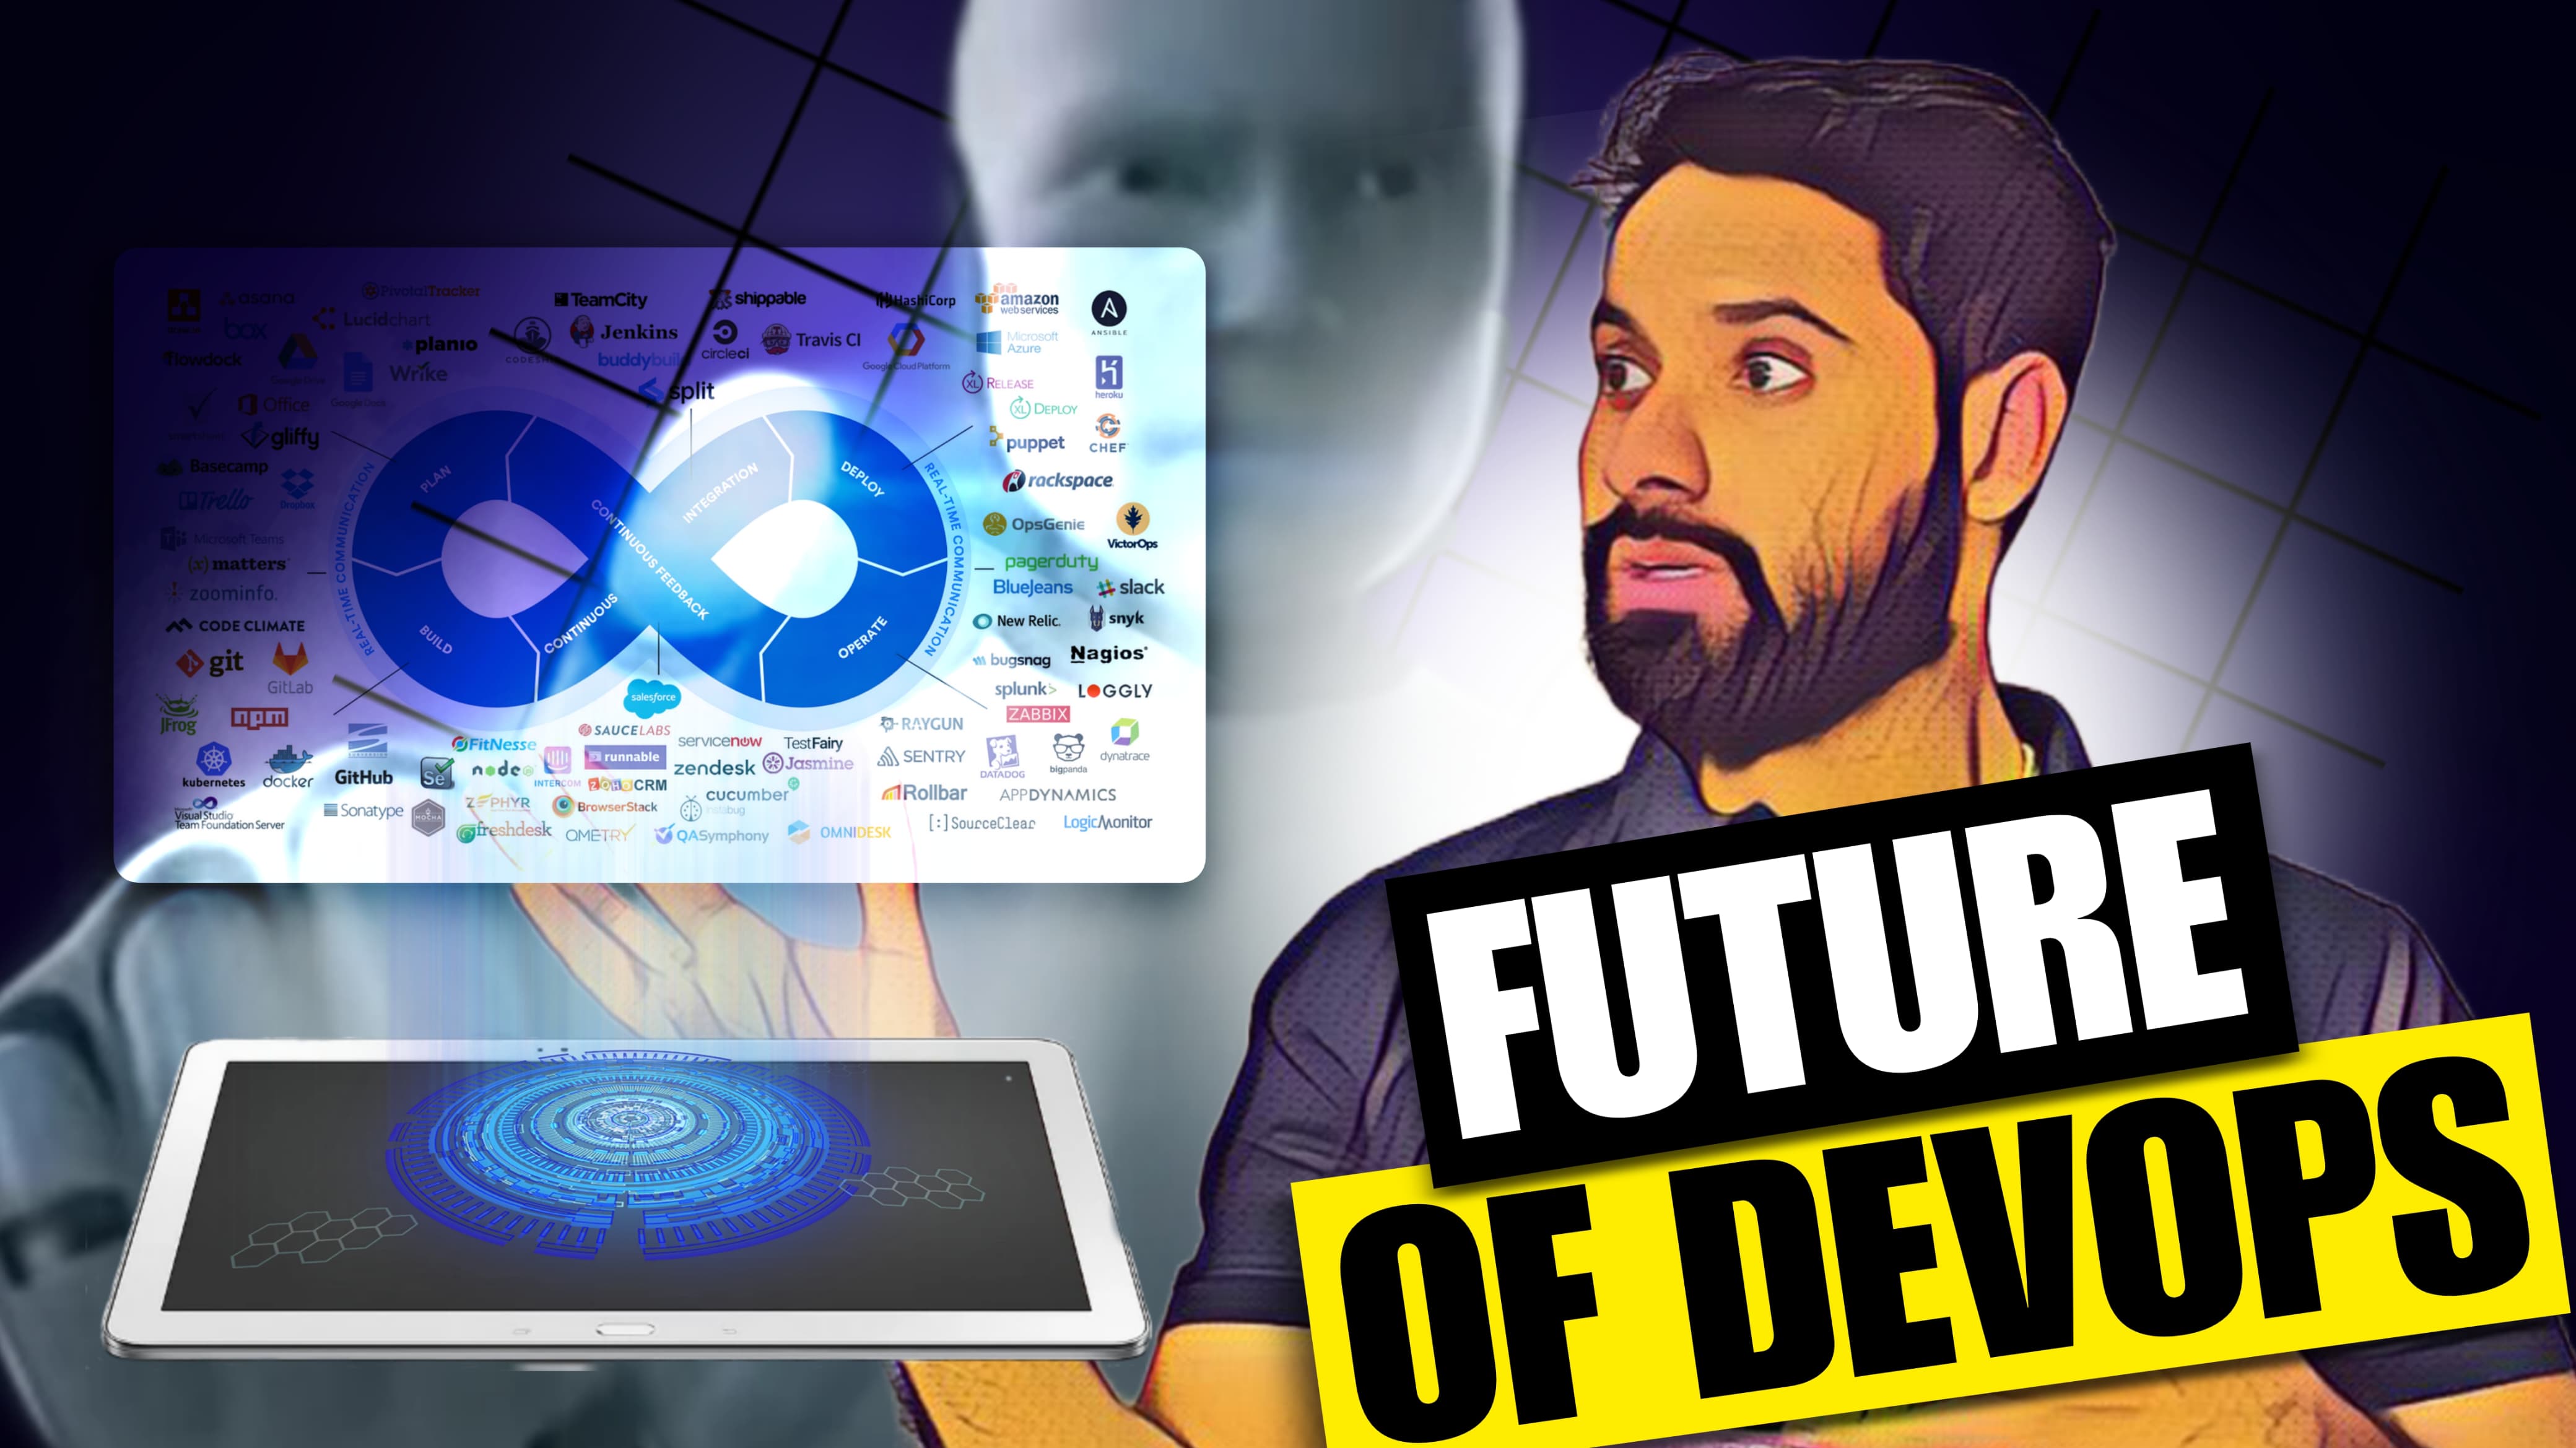 asana
PivotalTracker
box
Lucidchart
flowdock
Google Drive
planio
Wrike
Google Docs
Office
gliffy
Basecamp
Trello
Dropbox
Microsoft Teams
(x)matters
zoominfo.
CODE CLIMATE
git
GitLab
JFrog
npm
kubernetes
docker
GitHub
Visual Studio
Team Foundation Server
Sonatype
TeamCity
shippable
HashiCorp
Jenkins
circleci
Travis CI
Google Cloud Platform
split
amazon
webservices
ANSIBLE
Microsoft
Azure
XL RELEASE
heroku
XL DEPLOY
puppet
CHEF
rackspace
OpsGenie
VictorOps
pagerduty
BlueJeans
slack
New Relic.
snyk
bugsnag
Nagios
splunk>
LOGGLY
ZABBIX
RAYGUN
SENTRY
DATADOG
bigpanda
dynatrace
Rollbar
APPDYNAMICS
[:]SourceClear
LogicMonitor
REAL-TIME COMMUNICATION
PLAN
BUILD
CONTINUOUS
CONTINUOUS FEEDBACK
INTEGRATION
DEPLOY
OPERATE
REAL-TIME COMMUNICATION
salesforce
SAUCELABS
FitNesse
servicenow
TestFairy
Se
node
INTERCOM
runnable
zendesk
Jasmine
ZOHO CRM
cucumber
MOCHA
ZEPHYR
BrowserStack
freshdesk
QMETRY
QASymphony
OMNIDESK
FUTURE
OF DEVOPS